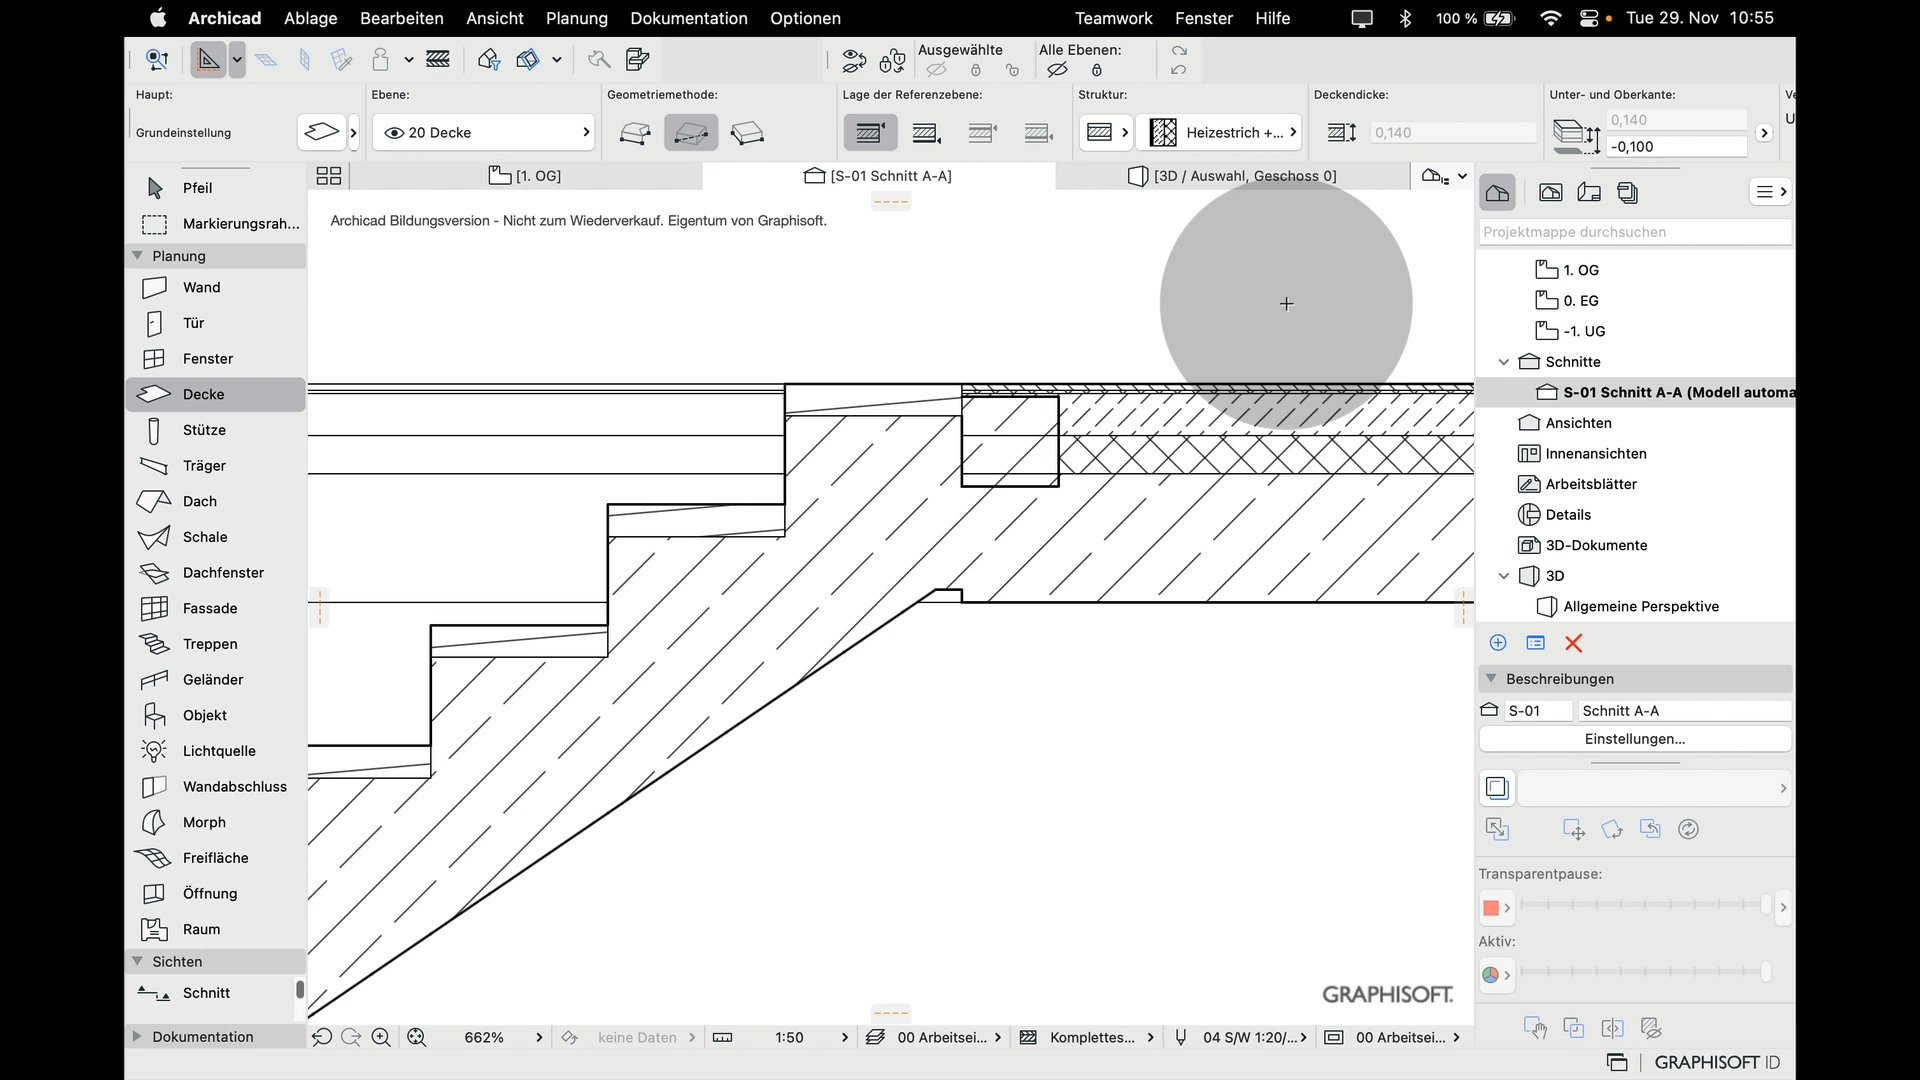 Archicad Ablage Bearbeiten Ansicht Planung Dokumentation Optionen Teamwork Fenster Hilfe 100 % Tue 29. Nov 10:55
Ausgewählte Alle Ebenen:
Haupt: Ebene: Geometriemethode: Lage der Referenzebene: Struktur: Deckendicke: Unter- und Oberkante:
Grundeinstellung 20 Decke Heizestrich +... 0,140 0,140
-0,100
[1. OG] [S-01 Schnitt A-A] [3D / Auswahl, Geschoss 0]
Archicad Bildungsversion - Nicht zum Wiederverkauf. Eigentum von Graphisoft.
Pfeil
Markierungsrah...
Planung
Wand
Tür
Fenster
Decke
Stütze
Träger
Dach
Schale
Dachfenster
Fassade
Treppen
Geländer
Objekt
Lichtquelle
Wandabschluss
Morph
Freifläche
Öffnung
Raum
Sichten
Schnitt
Dokumentation
Projektmappe durchsuchen
1. OG
0. EG
-1. UG
Schnitte
S-01 Schnitt A-A (Modell automa
Ansichten
Innenansichten
Arbeitsblätter
Details
3D-Dokumente
3D
Allgemeine Perspektive
Beschreibungen
S-01 Schnitt A-A
Einstellungen...
Transparentpause:
Aktiv:
GRAPHISOFT.
662% keine Daten 1:50 00 Arbeitsei... Komplettes... 04 S/W 1:20/... 00 Arbeitsei...
GRAPHISOFT ID